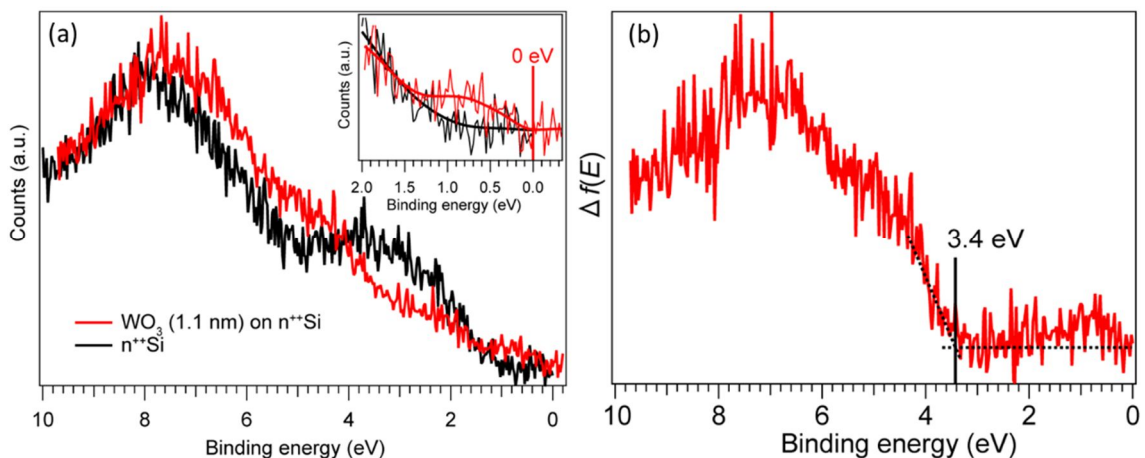 (a)
Counts (a.u.)
10 8 6 4 2 0
Binding energy (eV)
WO₃ (1.1 nm) on n⁺⁺Si
n⁺⁺Si
Counts (a.u.)
0 eV
2.0 1.5 1.0 0.5 0.0
Binding energy (eV)
(b)
Δf(E)
3.4 eV
10 8 6 4 2 0
Binding energy (eV)